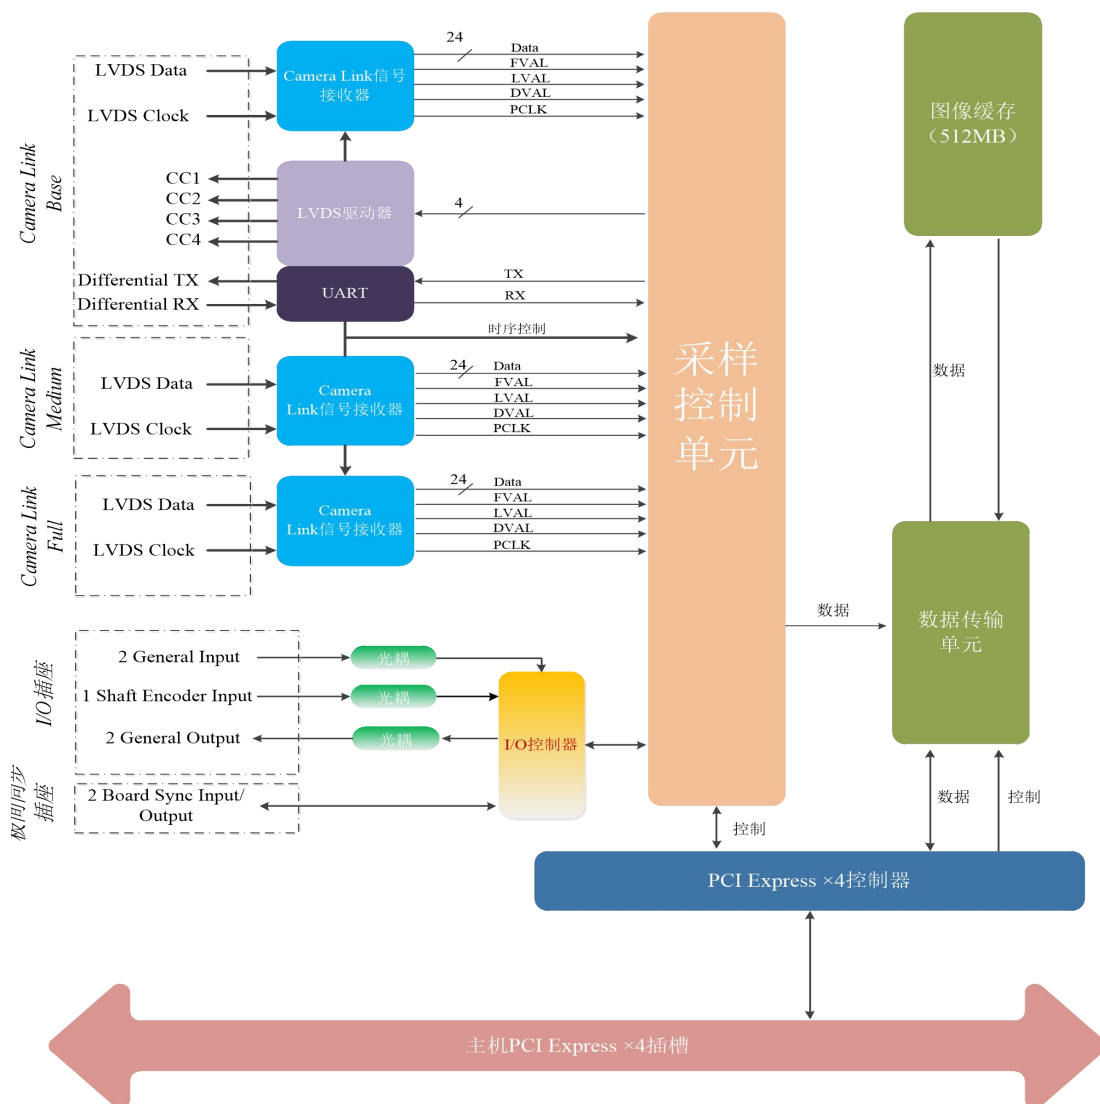 Camera Link
Base
LVDS Data
LVDS Clock
CC1
CC2
CC3
CC4
Differential TX
Differential RX
Camera Link信号
接收器
24
Data
FVAL
LVAL
DVAL
PCLK
LVDS驱动器
4
UART
TX
RX
时序控制
Camera Link
Medium
LVDS Data
LVDS Clock
Camera
Link信号接收器
24
Data
FVAL
LVAL
DVAL
PCLK
Camera Link
Full
LVDS Data
LVDS Clock
Camera
Link信号接收器
24
Data
FVAL
LVAL
DVAL
PCLK
I/O插座
2 General Input
1 Shaft Encoder Input
2 General Output
光耦
光耦
光耦
I/O控制器
板间同步
插座
2 Board Sync Input/
Output
采样
控制
单元
图像缓存
（512MB）
数据
数据
数据传输
单元
控制
数据
控制
PCI Express ×4控制器
主机PCI Express ×4插槽